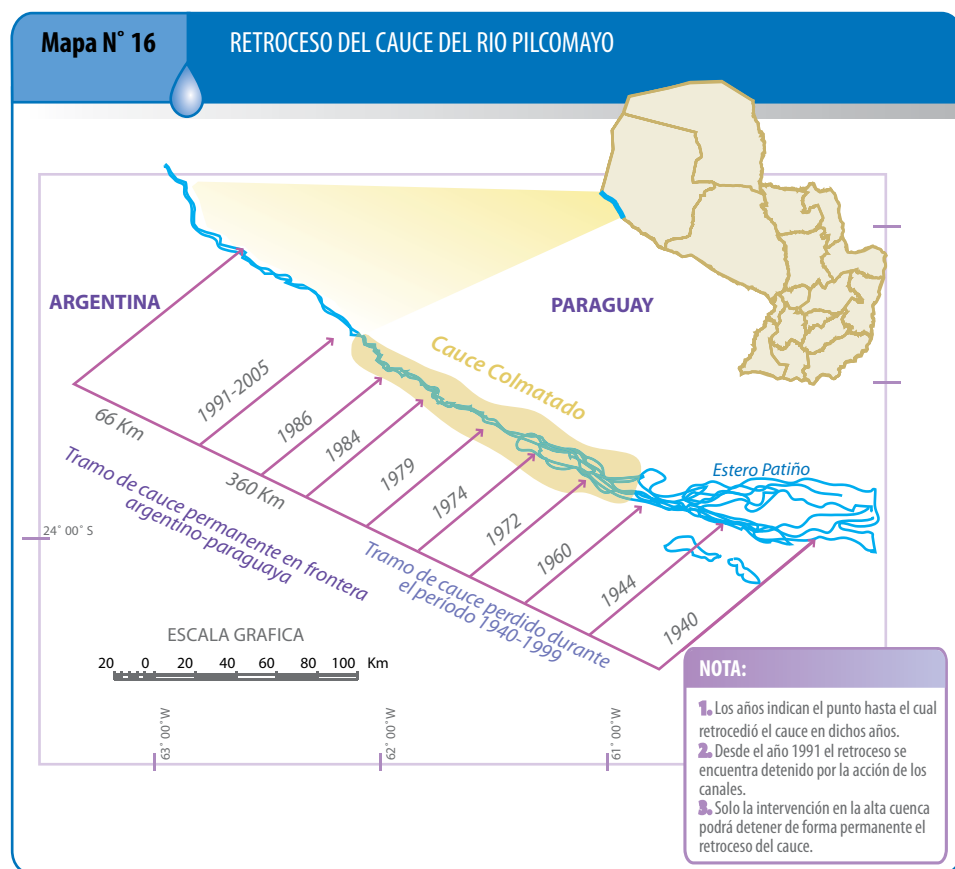 Mapa N° 16
RETROCESO DEL CAUCE DEL RIO PILCOMAYO
ARGENTINA
PARAGUAY
Cauce Colmatado
Estero Patiño
66 Km
1991-2005
1986
360 Km
1984
1979
1974
1972
1960
1944
1940
Tramo de cauce permanente en frontera
argentino-paraguaya
Tramo de cauce perdido durante
el período 1940-1999
24° 00" S
ESCALA GRAFICA
20 0 20 40 60 80 100 Km
63° 00" W
62° 00" W
61° 00" W
NOTA:
1. Los años indican el punto hasta el cual
retrocedió el cauce en dichos años.
2. Desde el año 1991 el retroceso se
encuentra detenido por la acción de los
canales.
3. Solo la intervención en la alta cuenca
podrá detener de forma permanente el
retroceso del cauce.